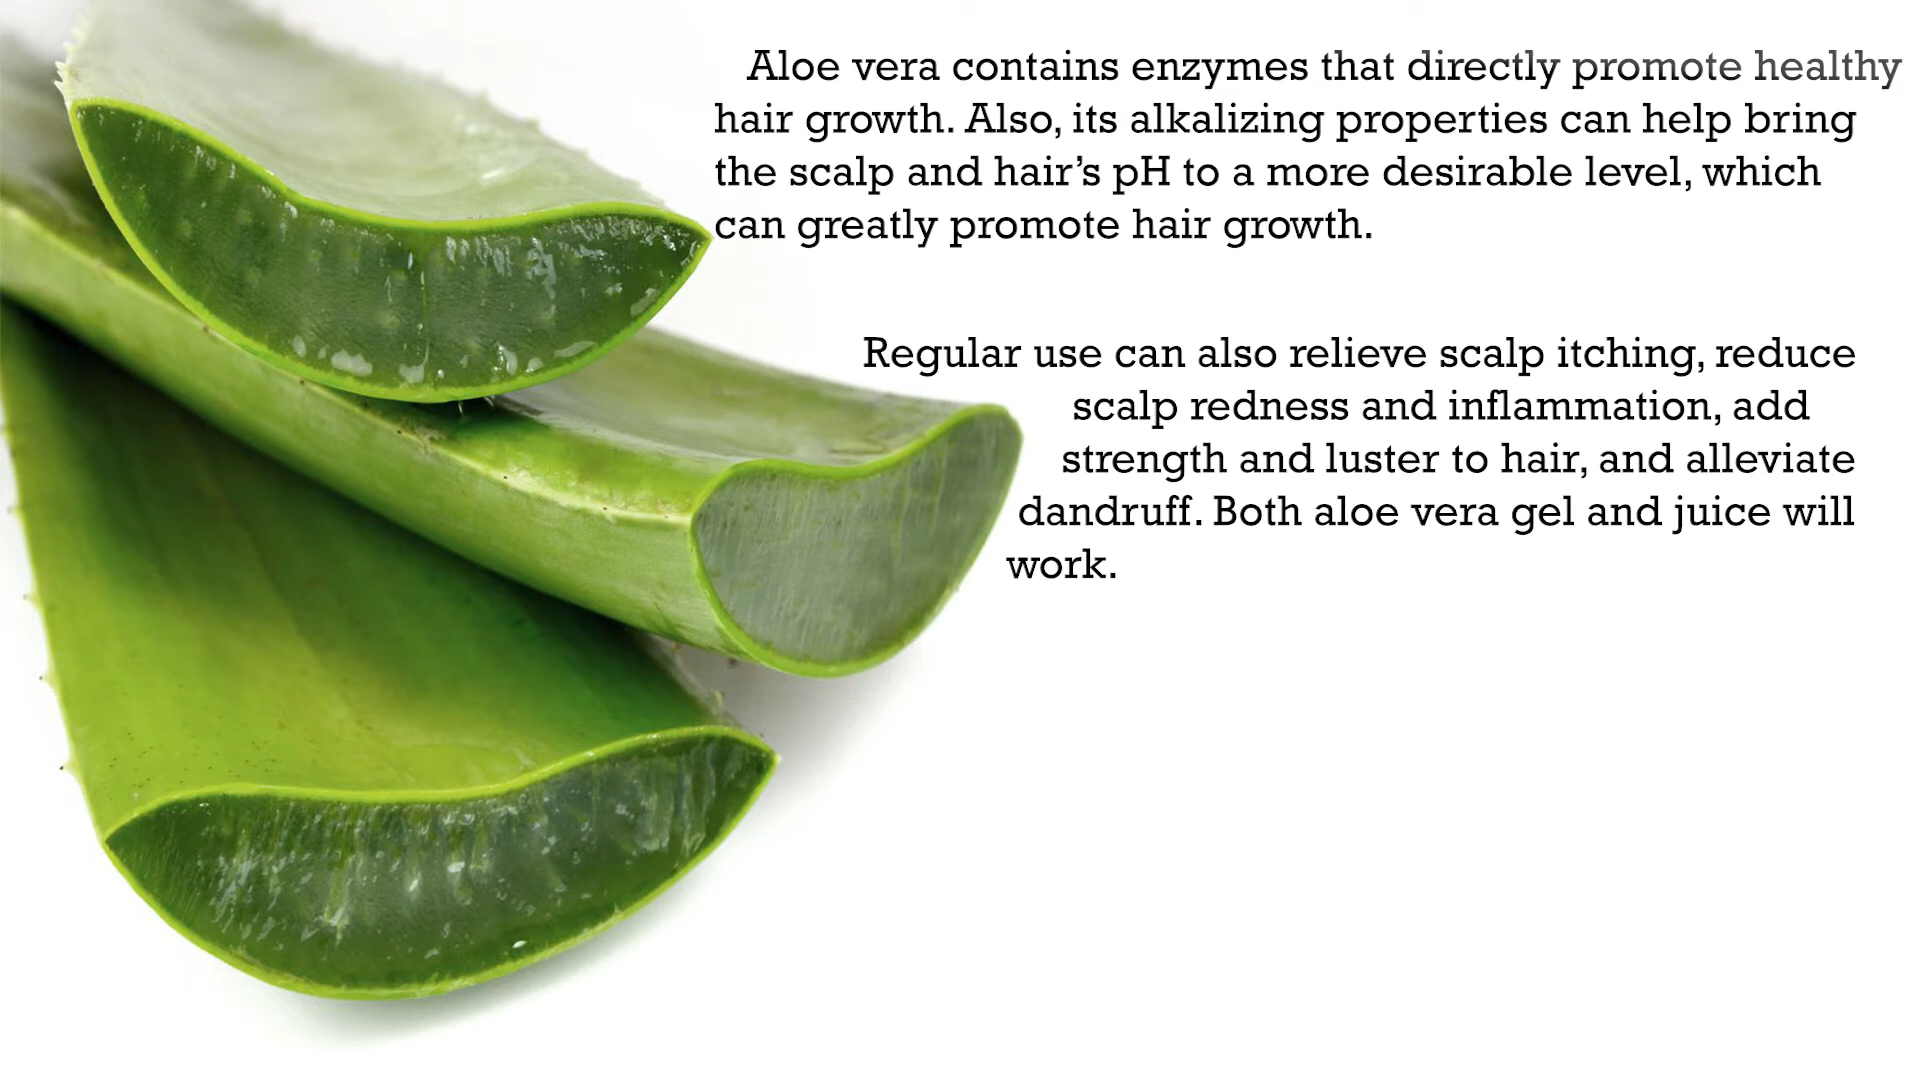 Aloe vera contains enzymes that directly promote healthy
hair growth. Also, its alkalizing properties can help bring
the scalp and hair’s pH to a more desirable level, which
can greatly promote hair growth.
Regular use can also relieve scalp itching, reduce
scalp redness and inflammation, add
strength and luster to hair, and alleviate
dandruff. Both aloe vera gel and juice will
work.